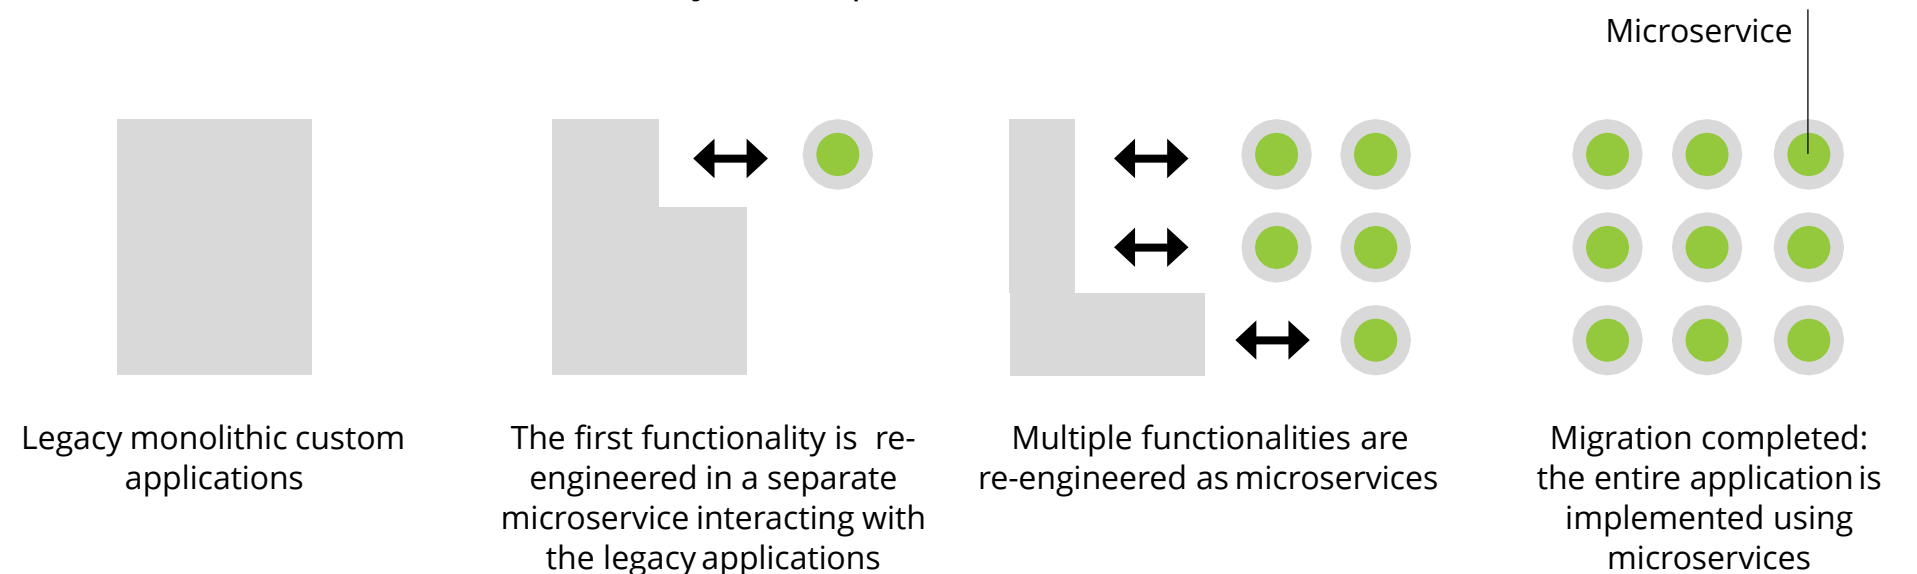 Microservice
Legacy monolithic custom
applications
The first functionality is re-
engineered in a separate
microservice interacting with
the legacy applications
Multiple functionalities are
re-engineered as microservices
Migration completed:
the entire application is
implemented using
microservices